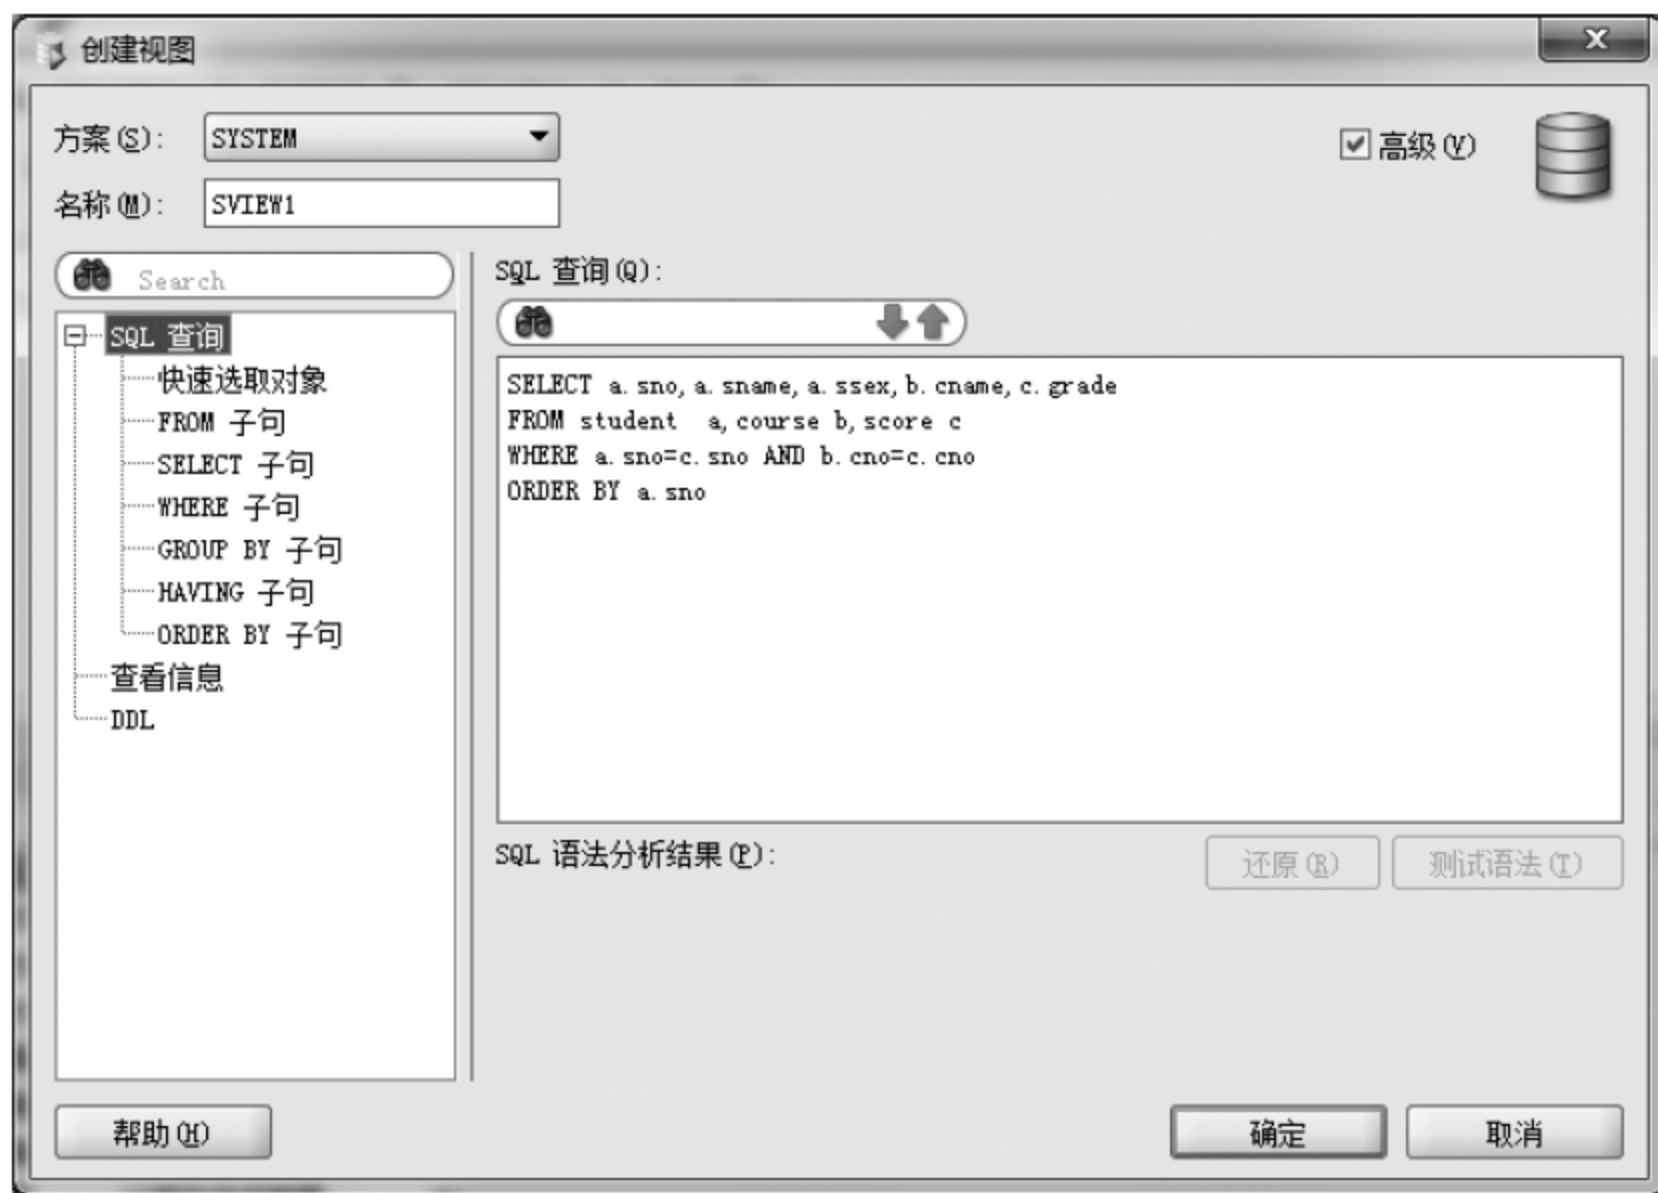 创建视图
方案(S):
SYSTEM
高级(V)
名称(M):
SVIEW1
Search
SQL 查询
快速选取对象
FROM 子句
SELECT 子句
WHERE 子句
GROUP BY 子句
HAVING 子句
ORDER BY 子句
查看信息
DDL
SQL 查询(Q):
SELECT a.sno,a.sname,a.ssex,b.cname,c.grade
FROM student  a,course b,score c
WHERE a.sno=c.sno AND b.cno=c.cno
ORDER BY a.sno
SQL 语法分析结果(P):
还原(R)
测试语法(T)
帮助(H)
确定
取消